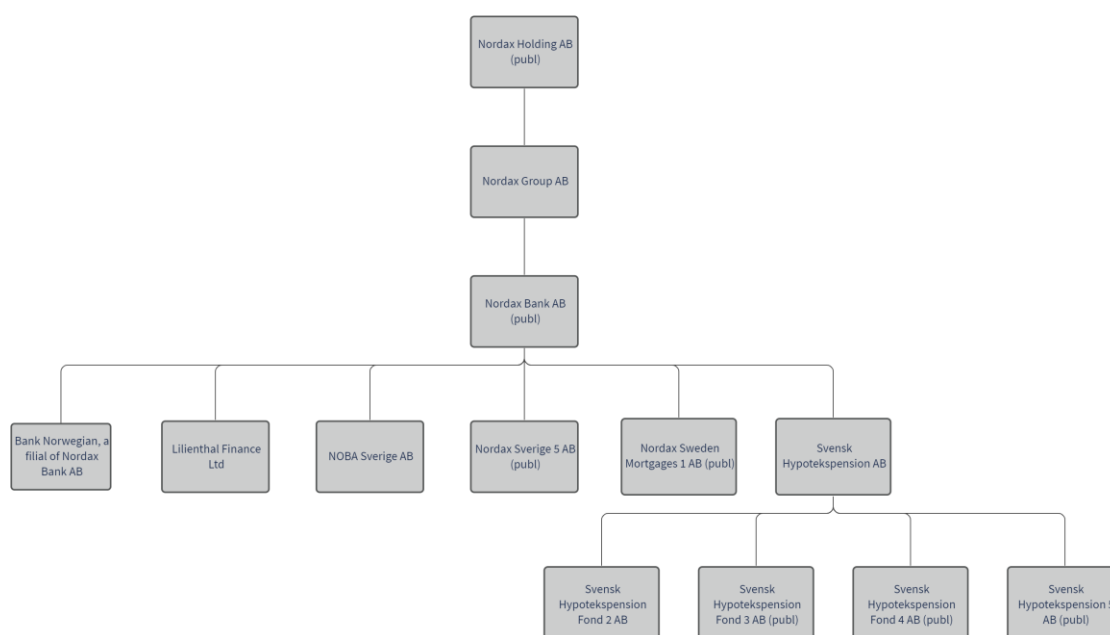 Nordax Holding AB
(publ)
Nordax Group AB
Nordax Bank AB
(publ)
Bank Norwegian, a
filial of Nordax
Bank AB
Lilienthal Finance
Ltd
NOBA Sverige AB
Nordax Sverige 5 AB
(publ)
Nordax Sweden
Mortgages 1 AB (publ)
Svensk
Hypotekspension AB
Svensk
Hypotekspension
Fond 2 AB
Svensk
Hypotekspension
Fond 3 AB (publ)
Svensk
Hypotekspension
Fond 4 AB (publ)
Svensk
Hypotekspension 5
AB (publ)